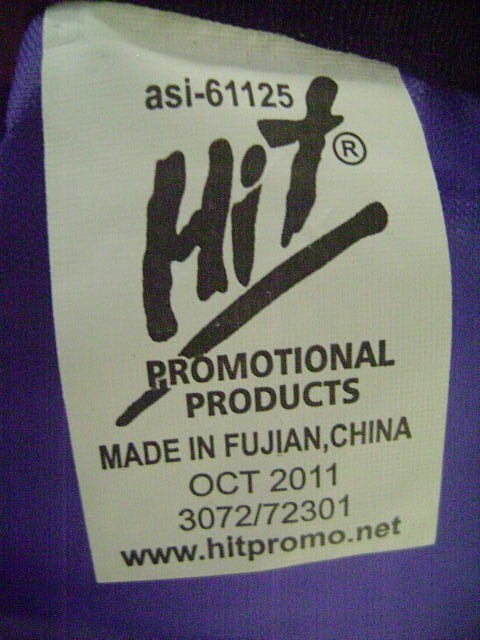 asi-61125
Hit®
PROMOTIONAL
PRODUCTS
MADE IN FUJIAN,CHINA
OCT 2011
3072/72301
www.hitpromo.net